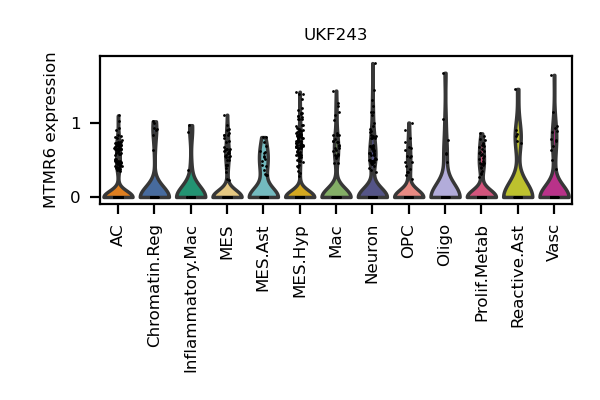 UKF243
MTMR6 expression
1
0
AC
Chromatin.Reg
Inflammatory.Mac
MES
MES.Ast
MES.Hyp
Mac
Neuron
OPC
Oligo
Prolif.Metab
Reactive.Ast
Vasc